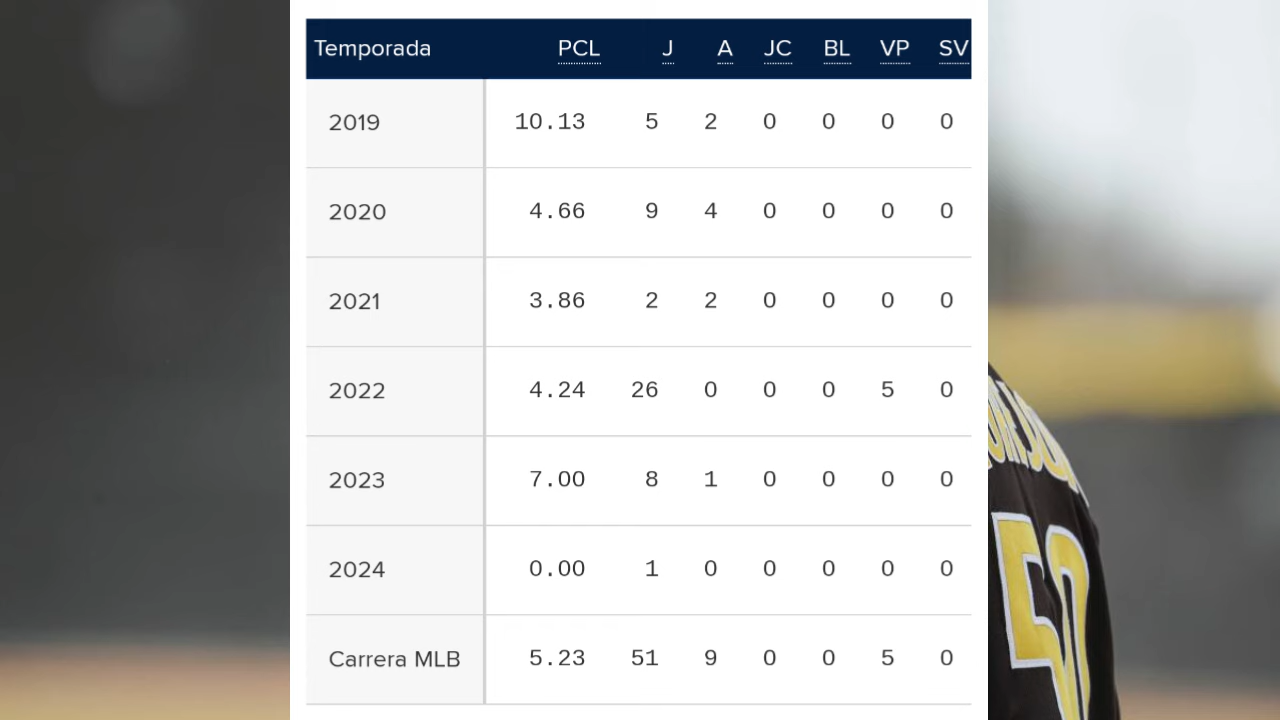 Temporada PCL J A JC BL VP SV
2019 10.13 5 2 0 0 0 0
2020 4.66 9 4 0 0 0 0
2021 3.86 2 2 0 0 0 0
2022 4.24 26 0 0 0 5 0
2023 7.00 8 1 0 0 0 0
2024 0.00 1 0 0 0 0 0
Carrera MLB 5.23 51 9 0 0 5 0
50